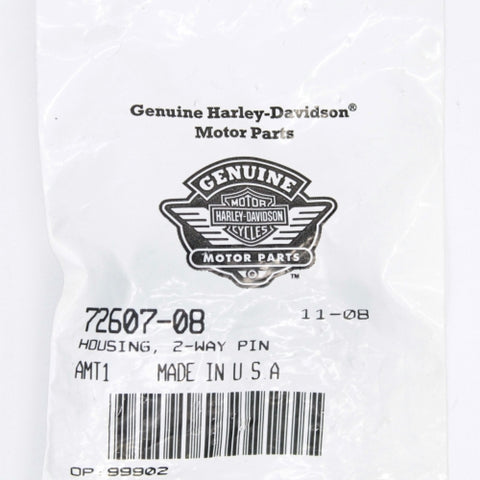 Genuine Harley-Davidson®
Motor Parts
GENUINE
MOTOR
HARLEY-DAVIDSON
CYCLES
MOTOR PARTS
™
72607-08 11-08
HOUSING, 2-WAY PIN
AMT1 MADE IN U S A
OP 99902